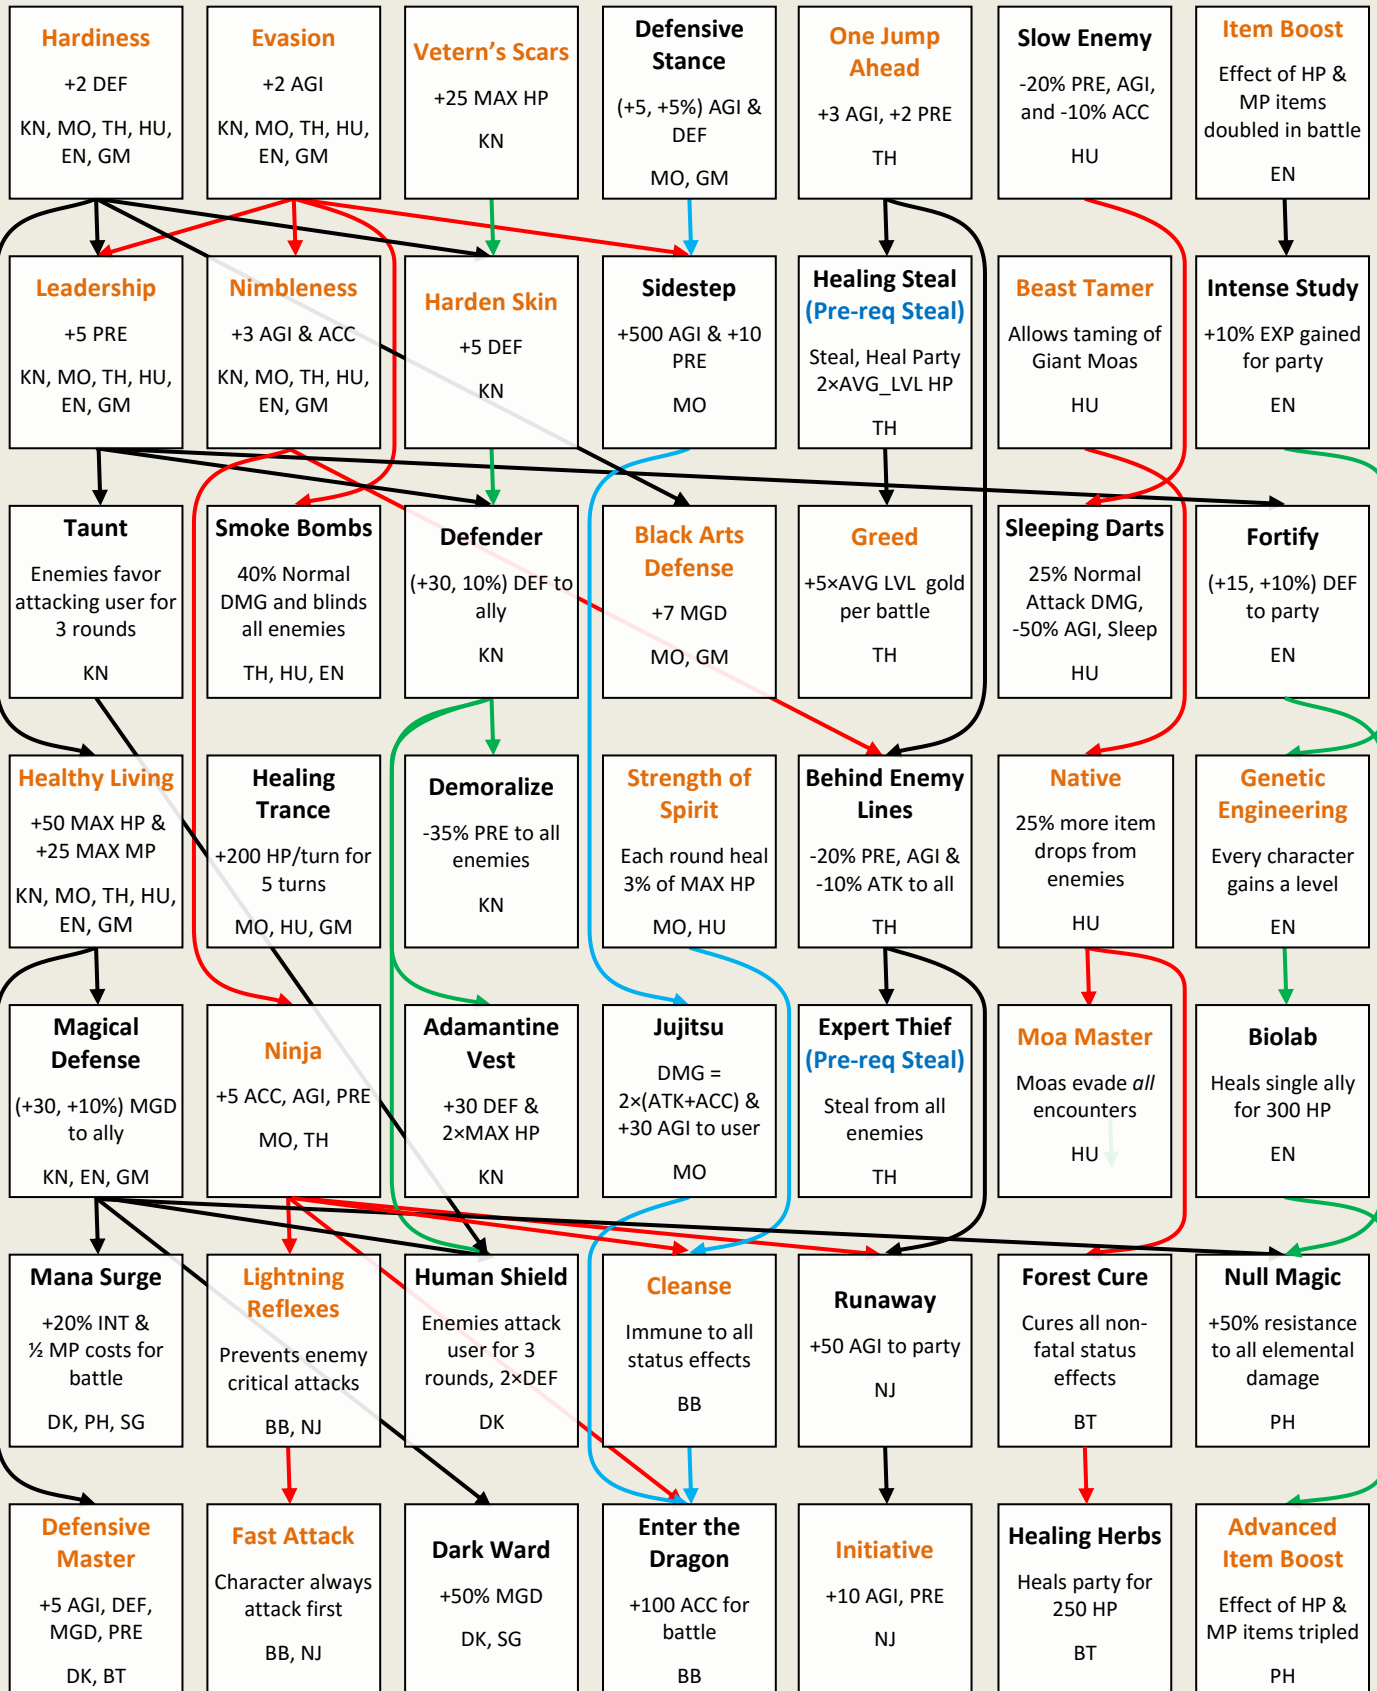 Hardiness
+2 DEF
KN, MO, TH, HU,
EN, GM
Evasion
+2 AGI
KN, MO, TH, HU,
EN, GM
Vetern's Scars
+25 MAX HP
KN
Defensive
Stance
(+5, +5%) AGI &
DEF
MO, GM
One Jump
Ahead
+3 AGI, +2 PRE
TH
Slow Enemy
-20% PRE, AGI,
and -10% ACC
HU
Item Boost
Effect of HP &
MP items
doubled in battle
EN
Leadership
+5 PRE
KN, MO, TH, HU,
EN, GM
Nimbleness
+3 AGI & ACC
KN, MO, TH, HU,
EN, GM
Harden Skin
+5 DEF
KN
Sidestep
+500 AGI & +10
PRE
MO
Healing Steal
(Pre-req Steal)
Steal, Heal Party
2×AVG_LVL HP
TH
Beast Tamer
Allows taming of
Giant Moas
HU
Intense Study
+10% EXP gained
for party
EN
Taunt
Enemies favor
attacking user for
3 rounds
KN
Smoke Bombs
40% Normal
DMG and blinds
all enemies
TH, HU, EN
Defender
(+30, 10%) DEF to
ally
KN
Black Arts
Defense
+7 MGD
MO, GM
Greed
+5×AVG LVL gold
per battle
TH
Sleeping Darts
25% Normal
Attack DMG,
-50% AGI, Sleep
HU
Fortify
(+15, +10%) DEF
to party
EN
Healthy Living
+50 MAX HP &
+25 MAX MP
KN, MO, TH, HU,
EN, GM
Healing
Trance
+200 HP/turn for
5 turns
MO, HU, GM
Demoralize
-35% PRE to all
enemies
KN
Strength of
Spirit
Each round heal
3% of MAX HP
MO, HU
Behind Enemy
Lines
-20% PRE, AGI &
-10% ATK to all
TH
Native
25% more item
drops from
enemies
HU
Genetic
Engineering
Every character
gains a level
EN
Magical
Defense
(+30, +10%) MGD
to ally
KN, EN, GM
Ninja
+5 ACC, AGI, PRE
MO, TH
Adamantine
Vest
+30 DEF &
2×MAX HP
KN
Jujitsu
DMG =
2×(ATK+ACC) &
+30 AGI to user
MO
Expert Thief
(Pre-req Steal)
Steal from all
enemies
TH
Moa Master
Moas evade all
encounters
HU
Biolab
Heals single ally
for 300 HP
EN
Mana Surge
+20% INT &
½ MP costs for
battle
DK, PH, SG
Lightning
Reflexes
Prevents enemy
critical attacks
BB, NJ
Human Shield
Enemies attack
user for 3
rounds, 2×DEF
DK
Cleanse
Immune to all
status effects
BB
Runaway
+50 AGI to party
NJ
Forest Cure
Cures all non-
fatal status
effects
BT
Null Magic
+50% resistance
to all elemental
damage
PH
Defensive
Master
+5 AGI, DEF,
MGD, PRE
DK, BT
Fast Attack
Character always
attack first
BB, NJ
Dark Ward
+50% MGD
DK, SG
Enter the
Dragon
+100 ACC for
battle
BB
Initiative
+10 AGI, PRE
NJ
Healing Herbs
Heals party for
250 HP
BT
Advanced
Item Boost
Effect of HP &
MP items tripled
PH